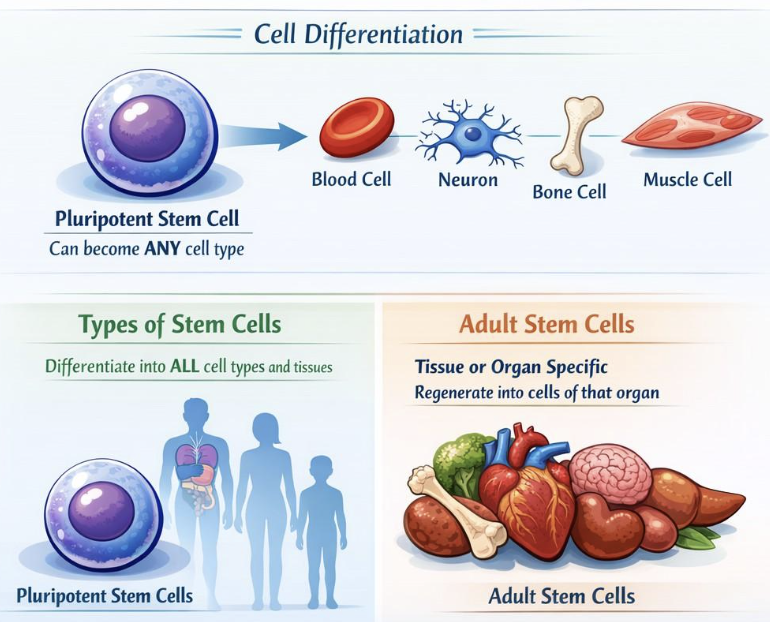 Cell Differentiation
Blood Cell
Neuron
Bone Cell
Muscle Cell
Pluripotent Stem Cell
Can become ANY cell type
Types of Stem Cells
Differentiate into ALL cell types and tissues
Pluripotent Stem Cells
Adult Stem Cells
Tissue or Organ Specific
Regenerate into cells of that organ
Adult Stem Cells